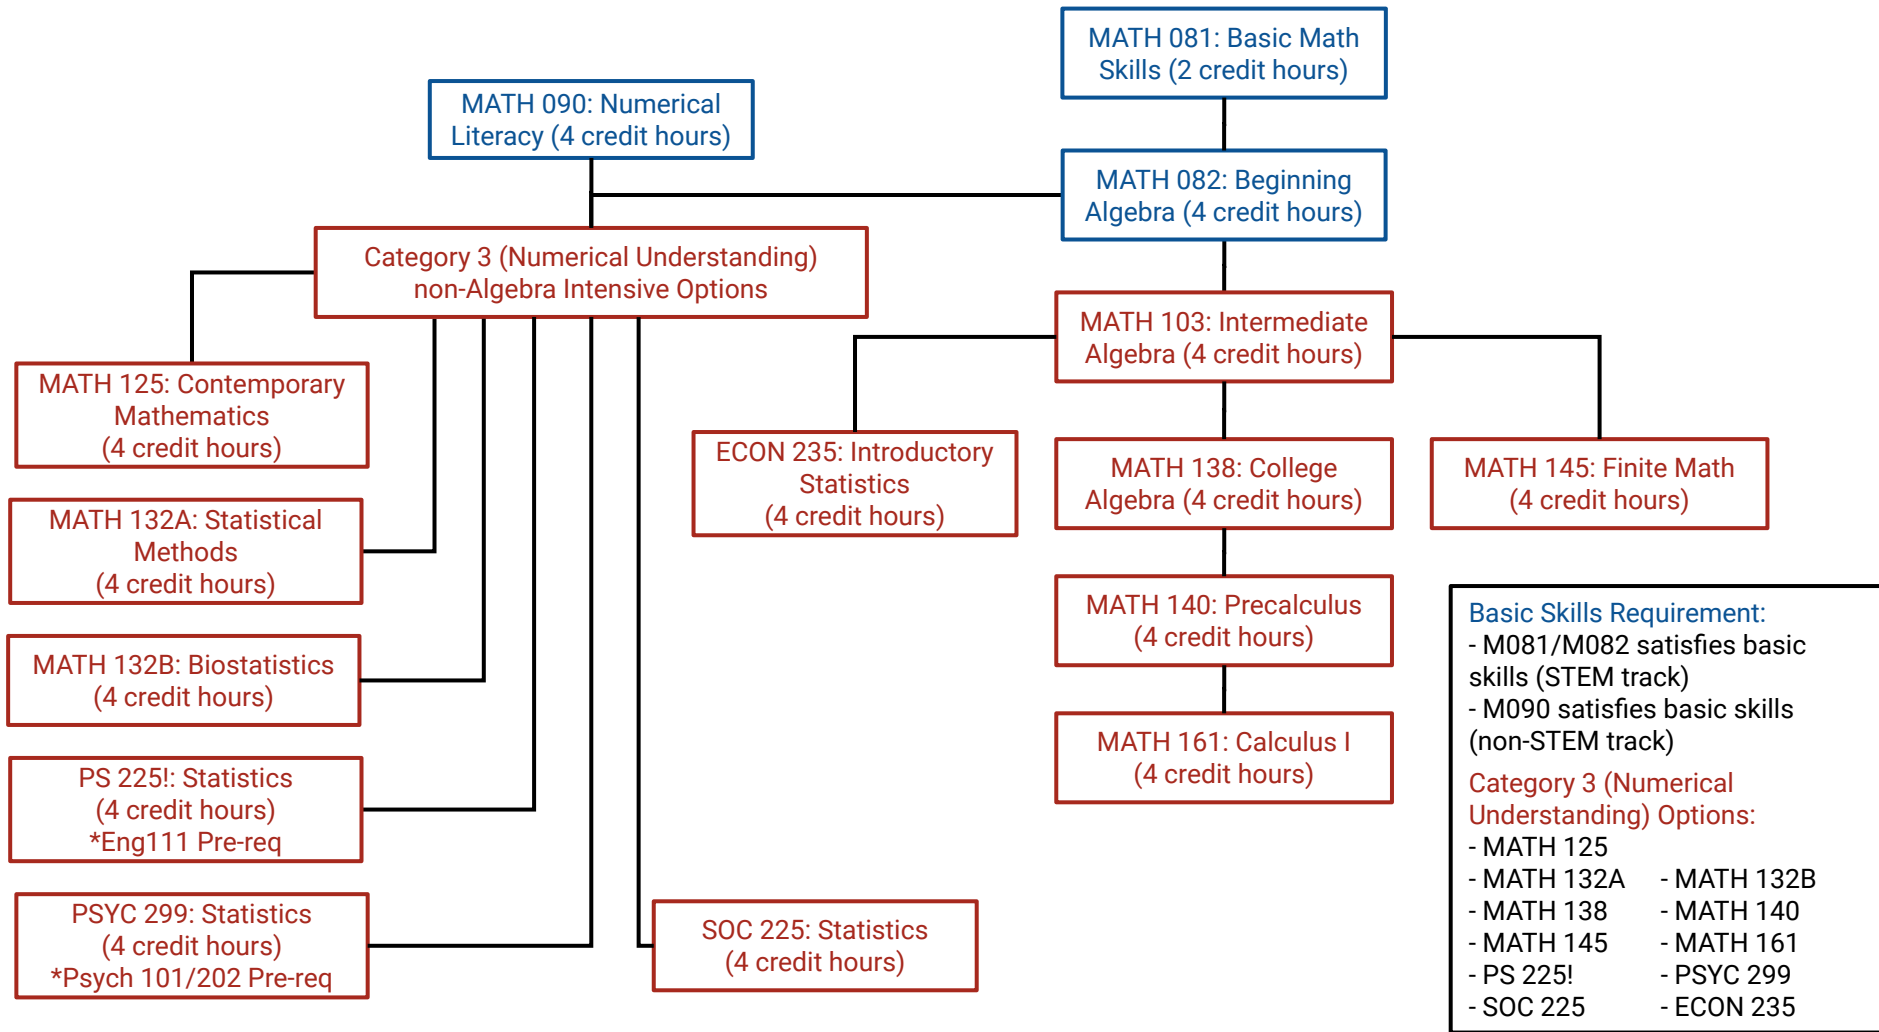 MATH 081: Basic Math
Skills (2 credit hours)
MATH 090: Numerical
Literacy (4 credit hours)
MATH 082: Beginning
Algebra (4 credit hours)
Category 3 (Numerical Understanding)
non-Algebra Intensive Options
MATH 103: Intermediate
Algebra (4 credit hours)
MATH 125: Contemporary
Mathematics
(4 credit hours)
ECON 235: Introductory
Statistics
(4 credit hours)
MATH 138: College
Algebra (4 credit hours)
MATH 145: Finite Math
(4 credit hours)
MATH 132A: Statistical
Methods
(4 credit hours)
MATH 140: Precalculus
(4 credit hours)
MATH 132B: Biostatistics
(4 credit hours)
MATH 161: Calculus I
(4 credit hours)
PS 225!: Statistics
(4 credit hours)
*Eng111 Pre-req
PSYC 299: Statistics
(4 credit hours)
*Psych 101/202 Pre-req
SOC 225: Statistics
(4 credit hours)
Basic Skills Requirement:
- M081/M082 satisfies basic
skills (STEM track)
- M090 satisfies basic skills
(non-STEM track)
Category 3 (Numerical
Understanding) Options:
- MATH 125
- MATH 132A - MATH 132B
- MATH 138 - MATH 140
- MATH 145 - MATH 161
- PS 225! - PSYC 299
- SOC 225 - ECON 235